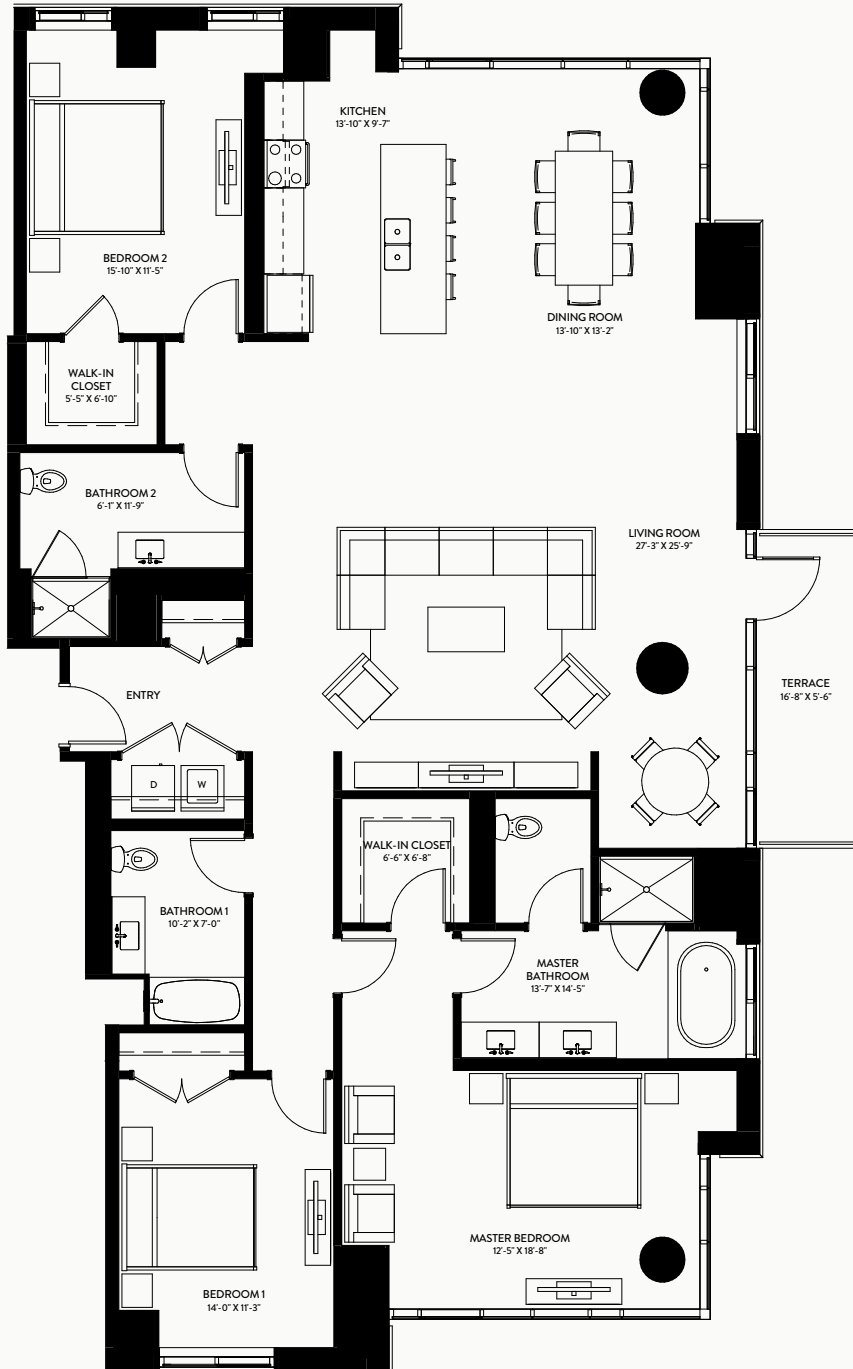 KITCHEN
13'-10" X 9'-7"
BEDROOM 2
15'-10" X 11'-5"
DINING ROOM
13'-10" X 13'-2"
WALK-IN
CLOSET
5'-5" X 6'-10"
BATHROOM 2
6'-1" X 11'-9"
LIVING ROOM
27'-3" X 25'-9"
ENTRY
TERRACE
16'-8" X 5'-6"
D
W
WALK-IN CLOSET
6'-6" X 6'-8"
BATHROOM 1
10'-2" X 7'-0"
MASTER
BATHROOM
13'-7" X 14'-5"
MASTER BEDROOM
12'-5" X 18'-8"
BEDROOM 1
14'-0" X 11'-3"